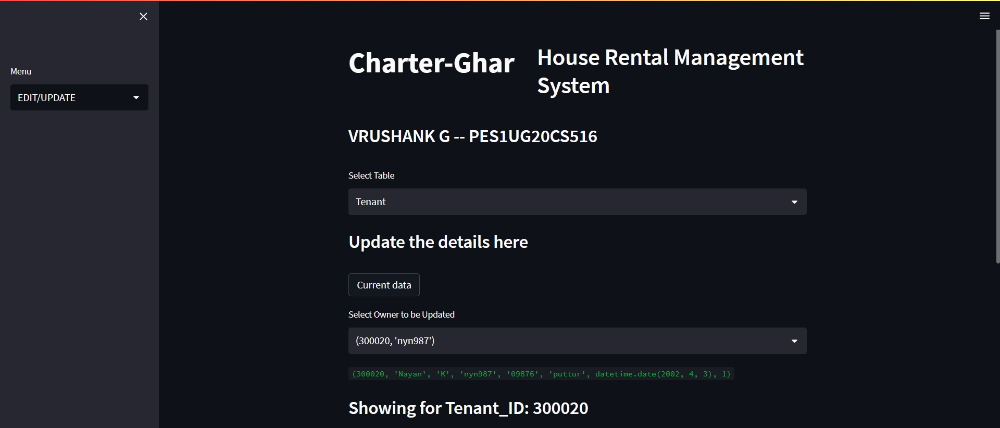 Menu
EDIT/UPDATE
Charter-Ghar
House Rental Management
System
VRUSHANK G -- PES1UG20CS516
Select Table
Tenant
Update the details here
Current data
Select Owner to be Updated
(300020, 'nyn987')
(300020, 'Nayan', 'K', 'nyn987', '09876', 'puttur', datetime.date(2002, 4, 3), 1)
Showing for Tenant_ID: 300020